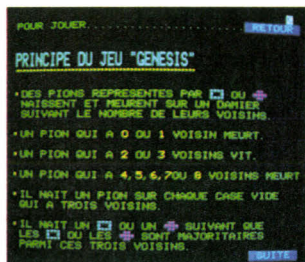 POUR JOUER................
RETOUR
PRINCIPE DU JEU "GENESIS"
•DES PIONS REPRESENTES PAR OU
NAISSENT ET MEURENT SUR UN DAMIER
SUIVANT LE NOMBRE DE LEURS VOISINS.
•UN PION QUI A 0 OU 1 VOISIN MEURT.
•UN PION QUI A 2 OU 3 VOISINS VIT.
•UN PION QUI A 4,5,6,7OU 8 VOISINS MEURT
•IL NAIT UN PION SUR CHAQUE CASE VIDE
QUI A TROIS VOISINS.
•IL NAIT UN OU UN SUIVANT QUE
LES OU LES SONT MAJORITAIRES
PARMI CES TROIS VOISINS.
SUITE